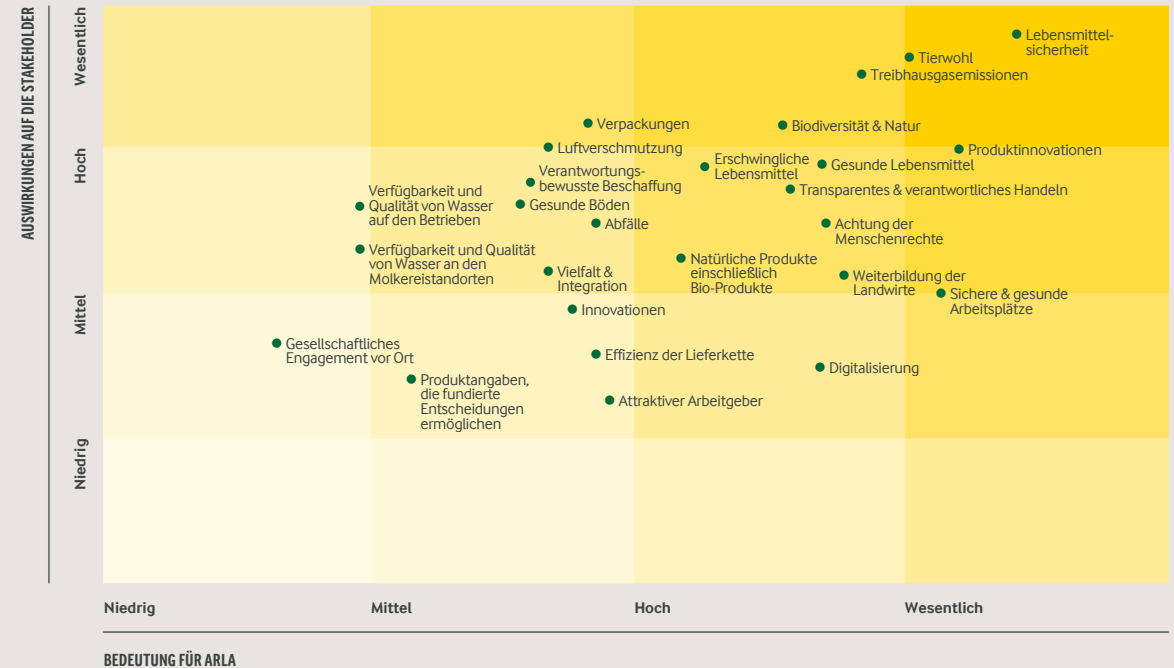 AUSWIRKUNGEN AUF DIE STAKEHOLDER
Wesentlich
Hoch
Mittel
Niedrig
Lebensmittel-
sicherheit
Tierwohl
Treibhausgasemissionen
Verpackungen
Biodiversität & Natur
Luftverschmutzung
Produktinnovationen
Erschwingliche
Lebensmittel
Gesunde Lebensmittel
Verantwortungs-
bewusste Beschaffung
Transparentes & verantwortliches Handeln
Verfügbarkeit und
Qualität von Wasser
auf den Betrieben
Gesunde Böden
Abfälle
Achtung der
Menschenrechte
Verfügbarkeit und Qualität
von Wasser an den
Molkereistandorten
Vielfalt &
Integration
Natürliche Produkte
einschließlich
Bio-Produkte
Weiterbildung der
Landwirte
Sichere & gesunde
Arbeitsplätze
Innovationen
Gesellschaftliches
Engagement vor Ort
Effizienz der Lieferkette
Digitalisierung
Produktangaben,
die fundierte
Entscheidungen
ermöglichen
Attraktiver Arbeitgeber
Niedrig
Mittel
Hoch
Wesentlich
BEDEUTUNG FÜR ARLA